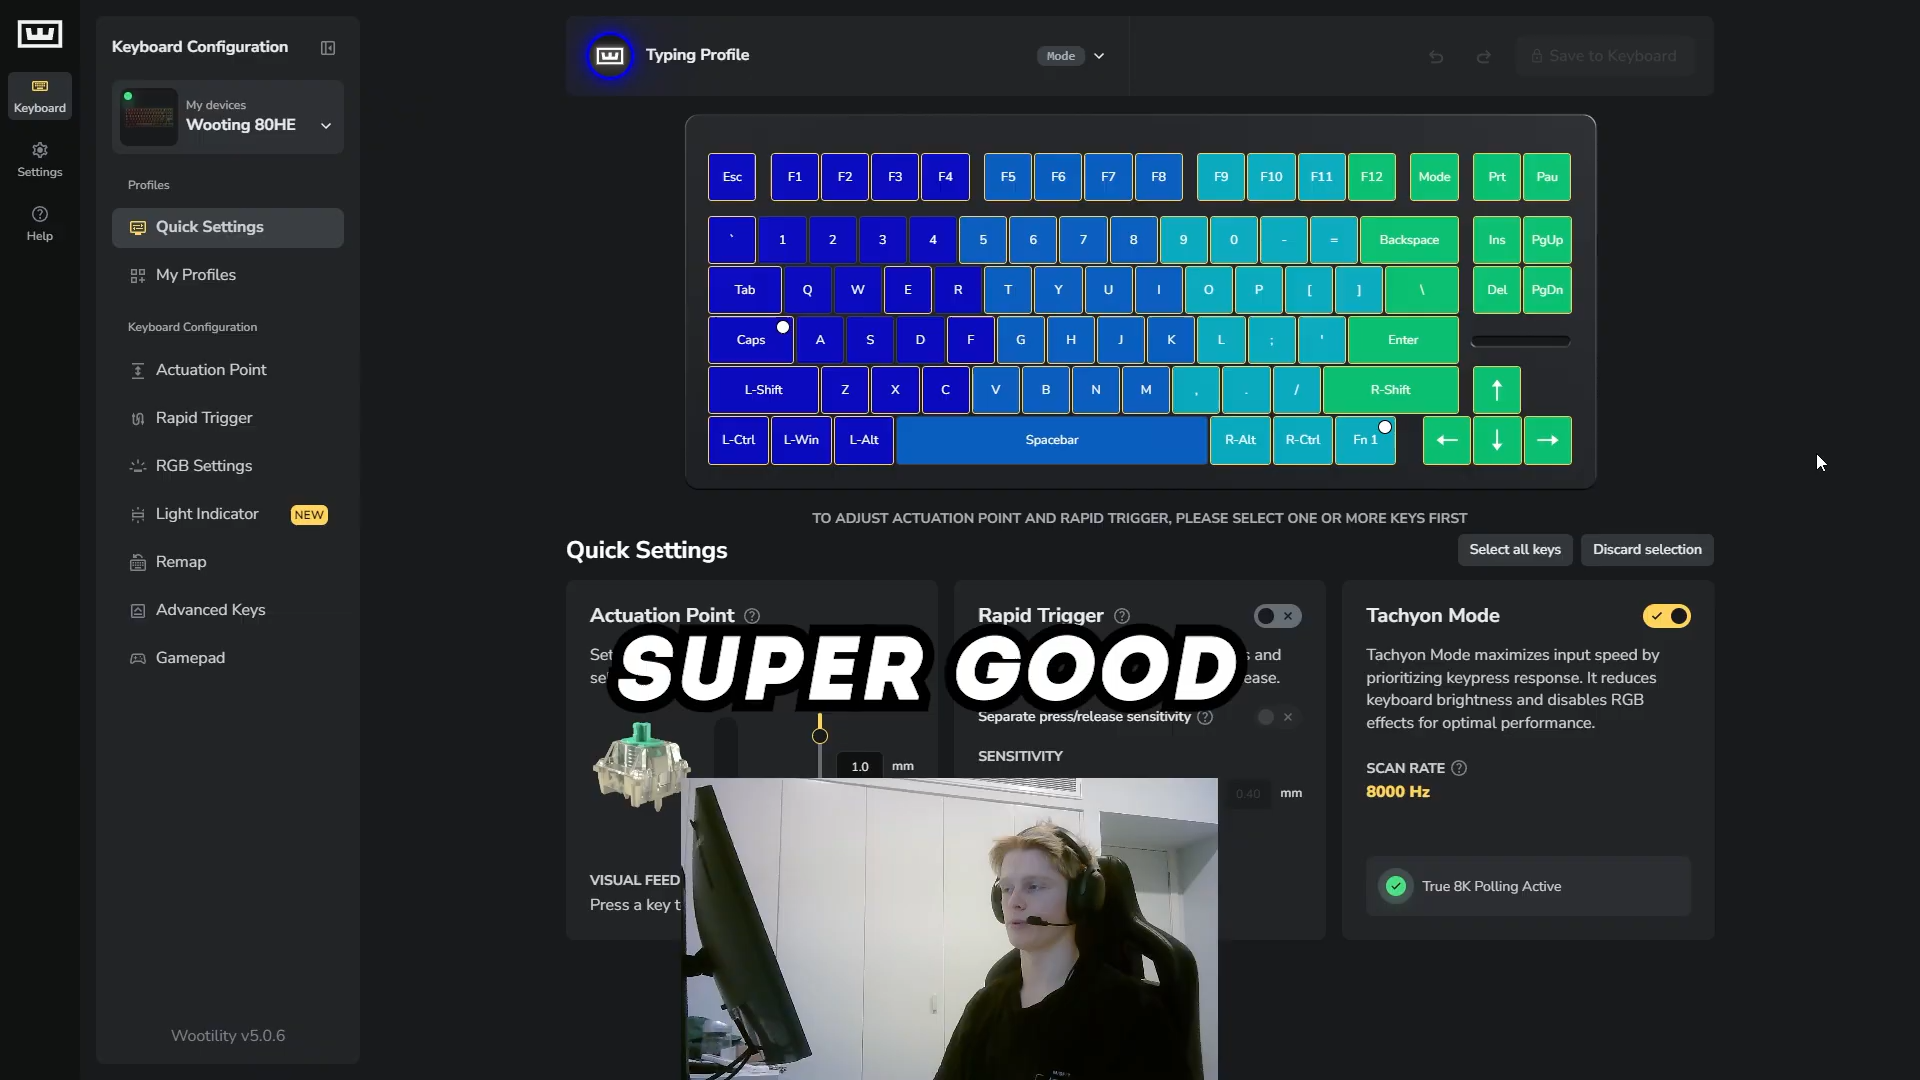 Keyboard Configuration
Keyboard
Settings
Help
My devices
Wooting 80HE
Profiles
Quick Settings
My Profiles
Keyboard Configuration
Actuation Point
Rapid Trigger
RGB Settings
Light Indicator NEW
Remap
Advanced Keys
Gamepad
Wootility v5.0.6
Typing Profile Mode Save to Keyboard
Esc F1 F2 F3 F4 F5 F6 F7 F8 F9 F10 F11 F12 Mode Prt Pau
` 1 2 3 4 5 6 7 8 9 0 - = Backspace Ins PgUp
Tab Q W E R T Y U I O P [ ] \ Del PgDn
Caps A S D F G H J K L ; ' Enter
L-Shift Z X C V B N M , . / R-Shift ↑
L-Ctrl L-Win L-Alt Spacebar R-Alt R-Ctrl Fn 1 ← ↓ →
TO ADJUST ACTUATION POINT AND RAPID TRIGGER, PLEASE SELECT ONE OR MORE KEYS FIRST
Quick Settings Select all keys Discard selection
Actuation Point
1.0 mm
VISUAL FEED
Press a key t
SUPER GOOD
Rapid Trigger
s and
ease.
Separate press/release sensitivity
SENSITIVITY
0.40 mm
Tachyon Mode
Tachyon Mode maximizes input speed by
prioritizing keypress response. It reduces
keyboard brightness and disables RGB
effects for optimal performance.
SCAN RATE
8000 Hz
True 8K Polling Active